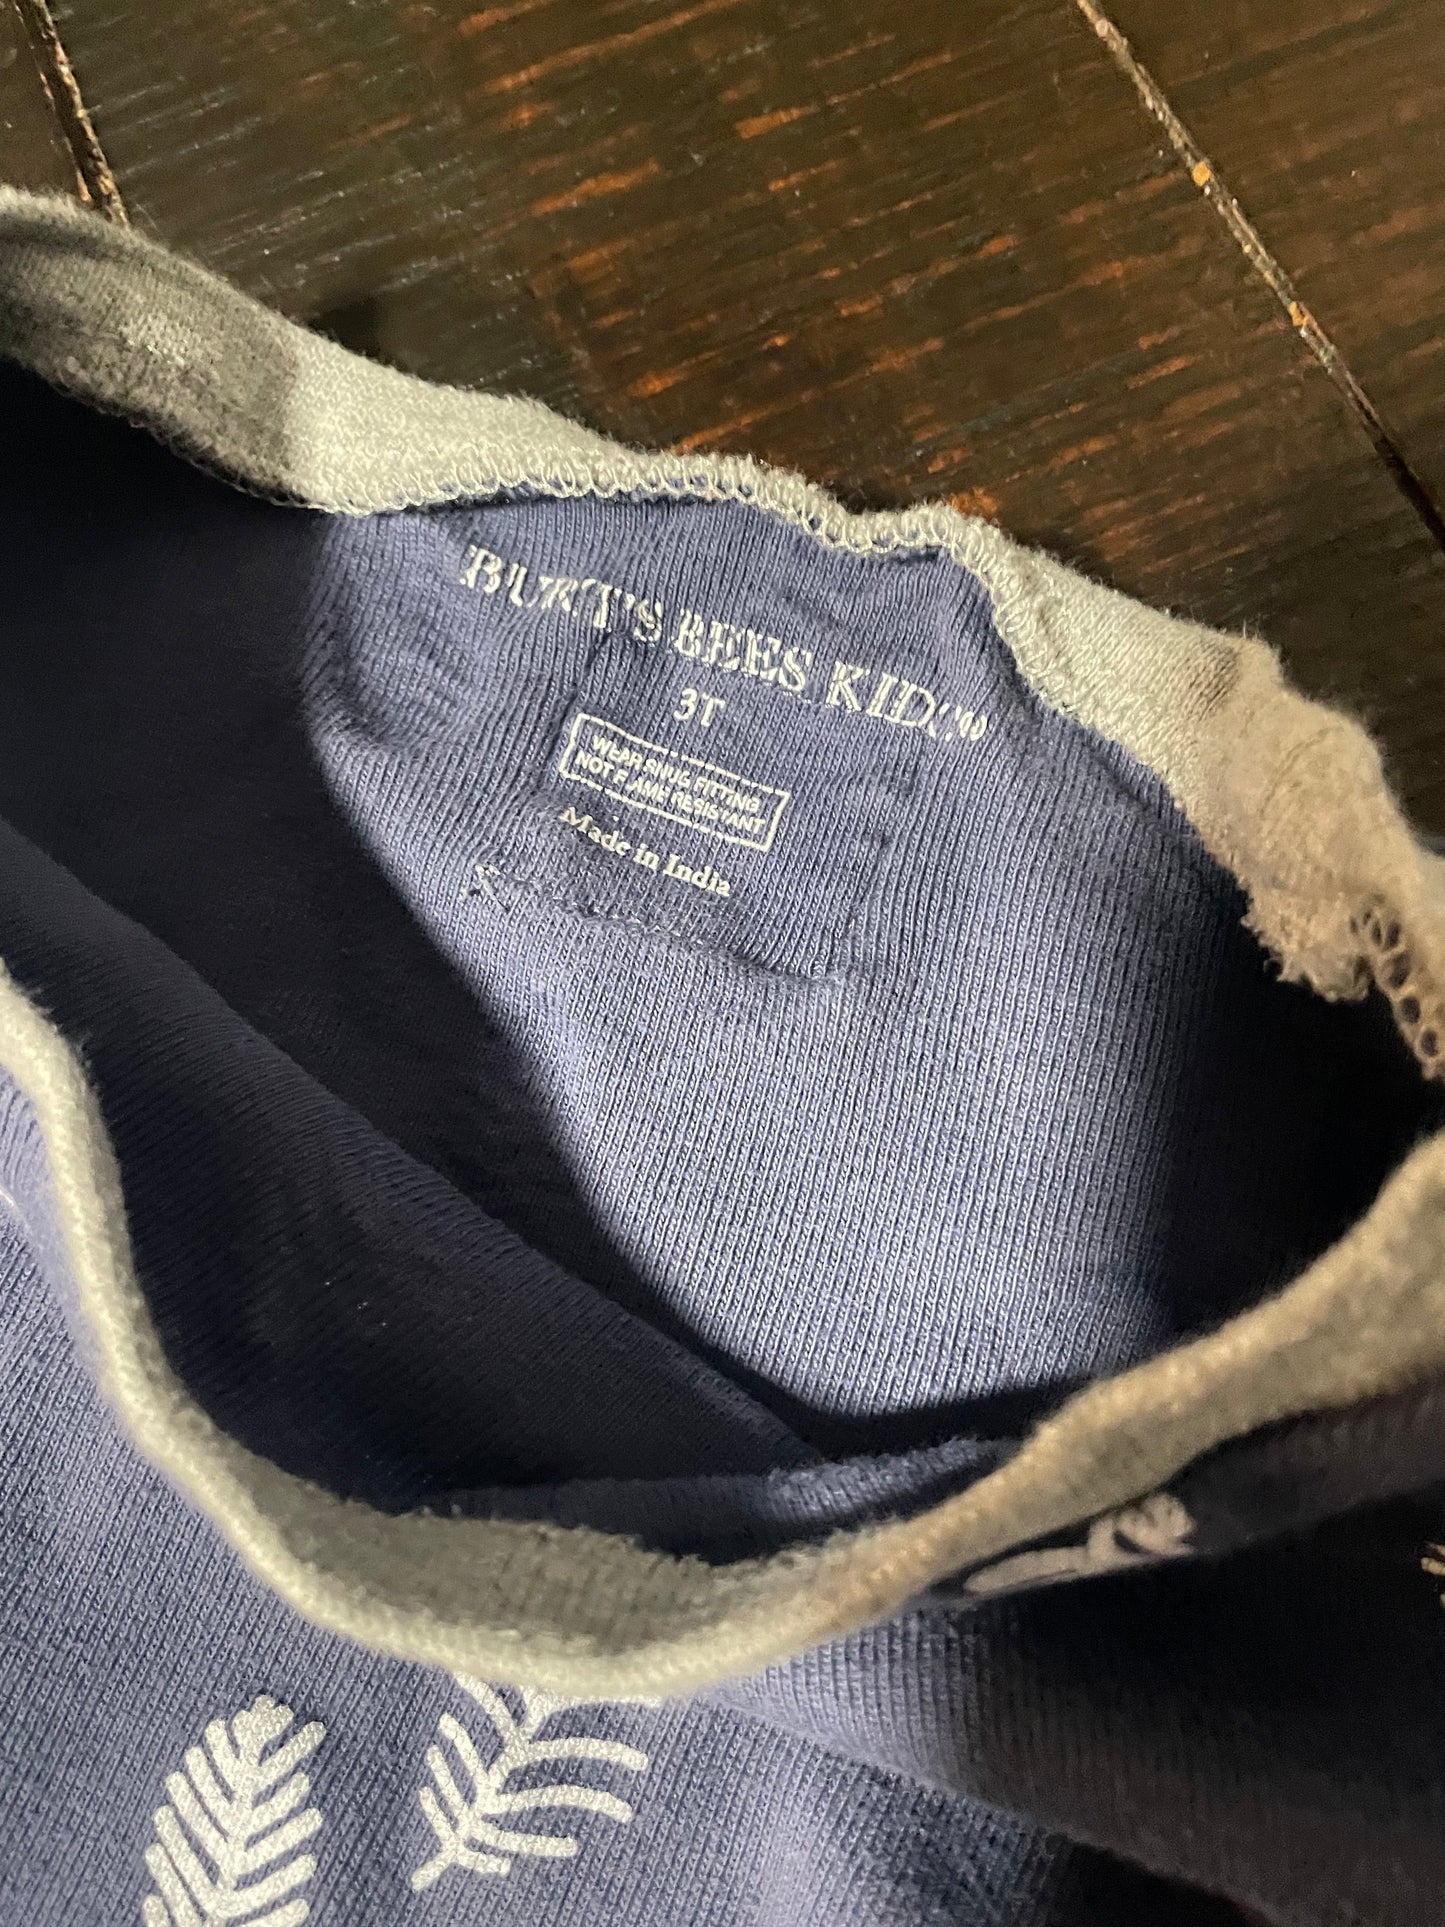 BURT'S BEES KIDS®
3T
WEAR SNUG FITTING
NOT FLAME RESISTANT
Made in India